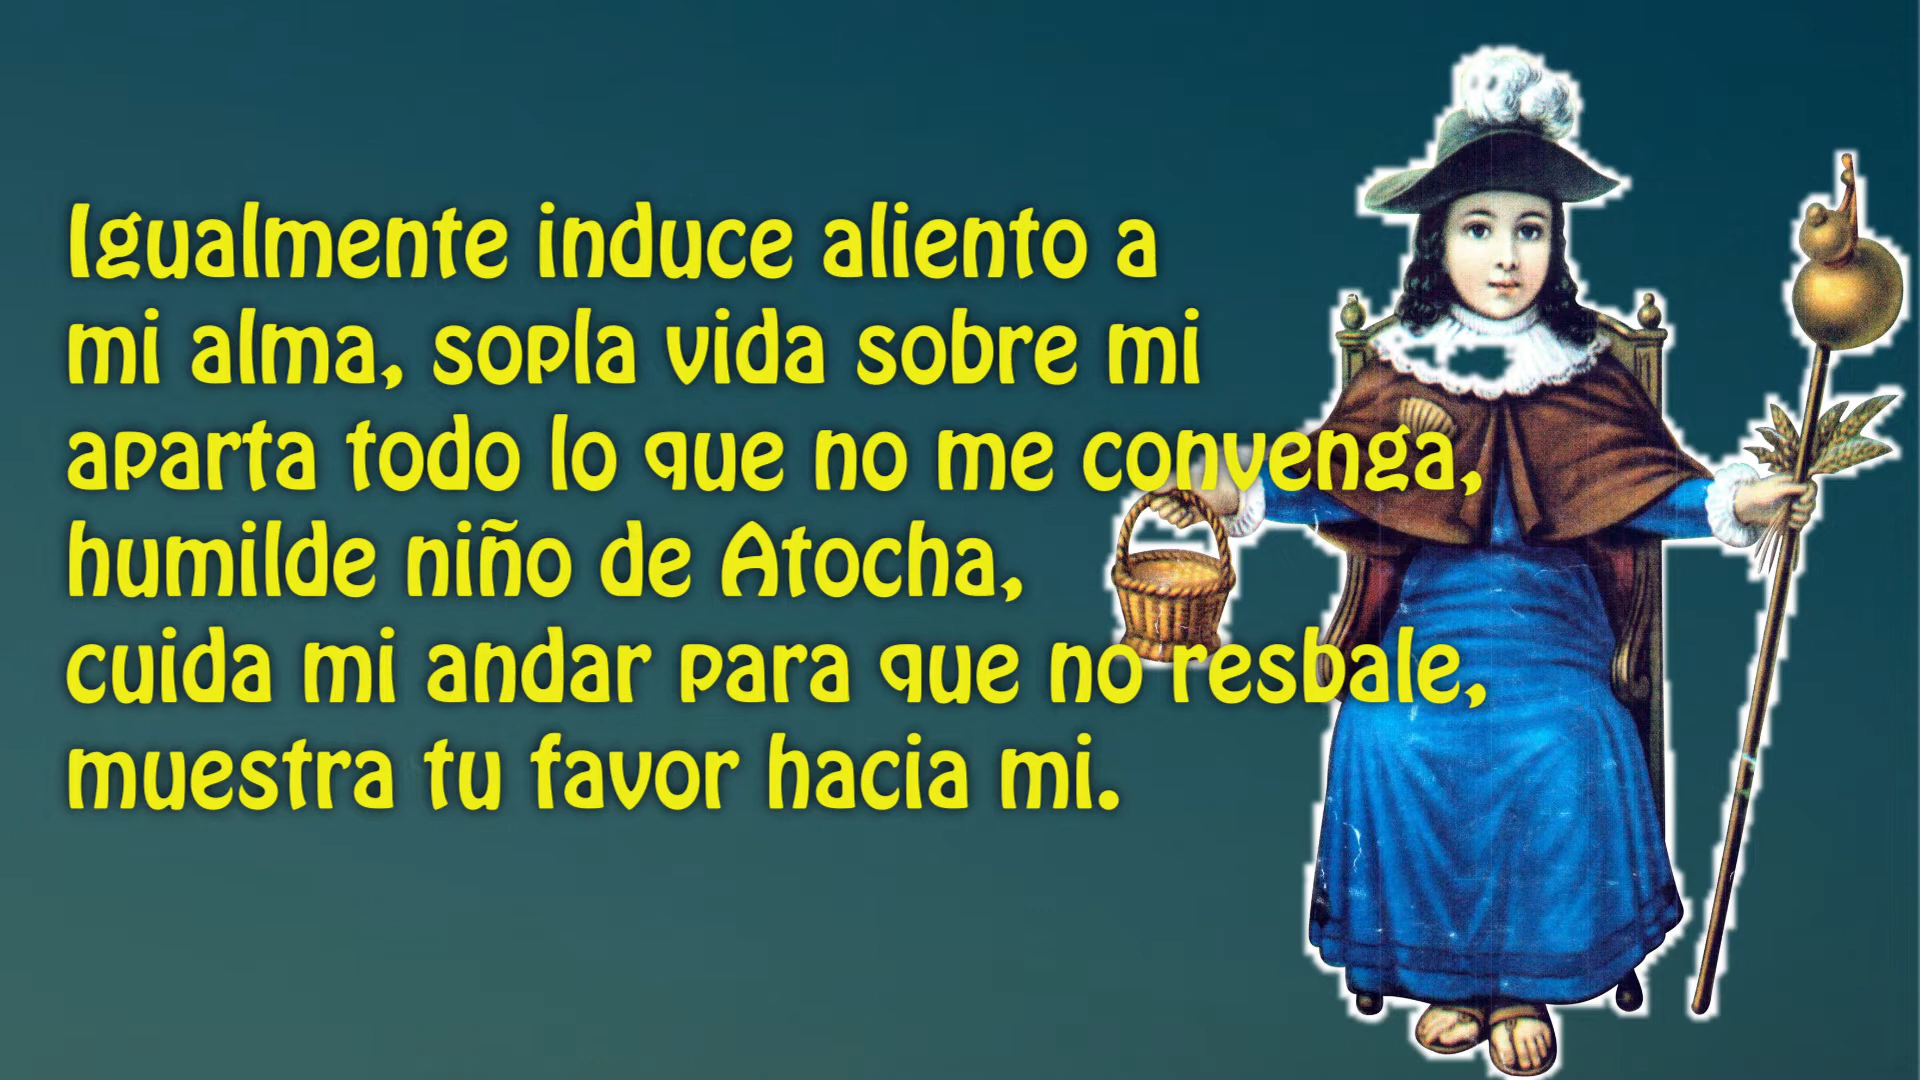 Igualmente induce aliento a
mi alma, sopla vida sobre mi
aparta todo lo que no me convenga,
humilde niño de Atocha,
cuida mi andar para que no resbale,
muestra tu favor hacia mi.